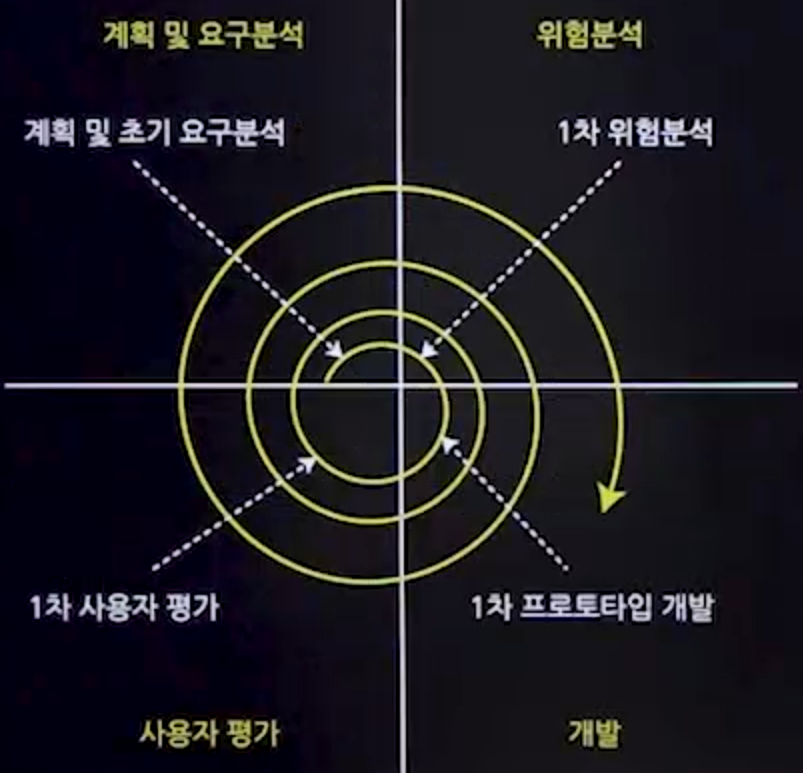 계획 및 요구분석
위험분석
계획 및 초기 요구분석
1차 위험분석
1차 사용자 평가
1차 프로토타입 개발
사용자 평가
개발